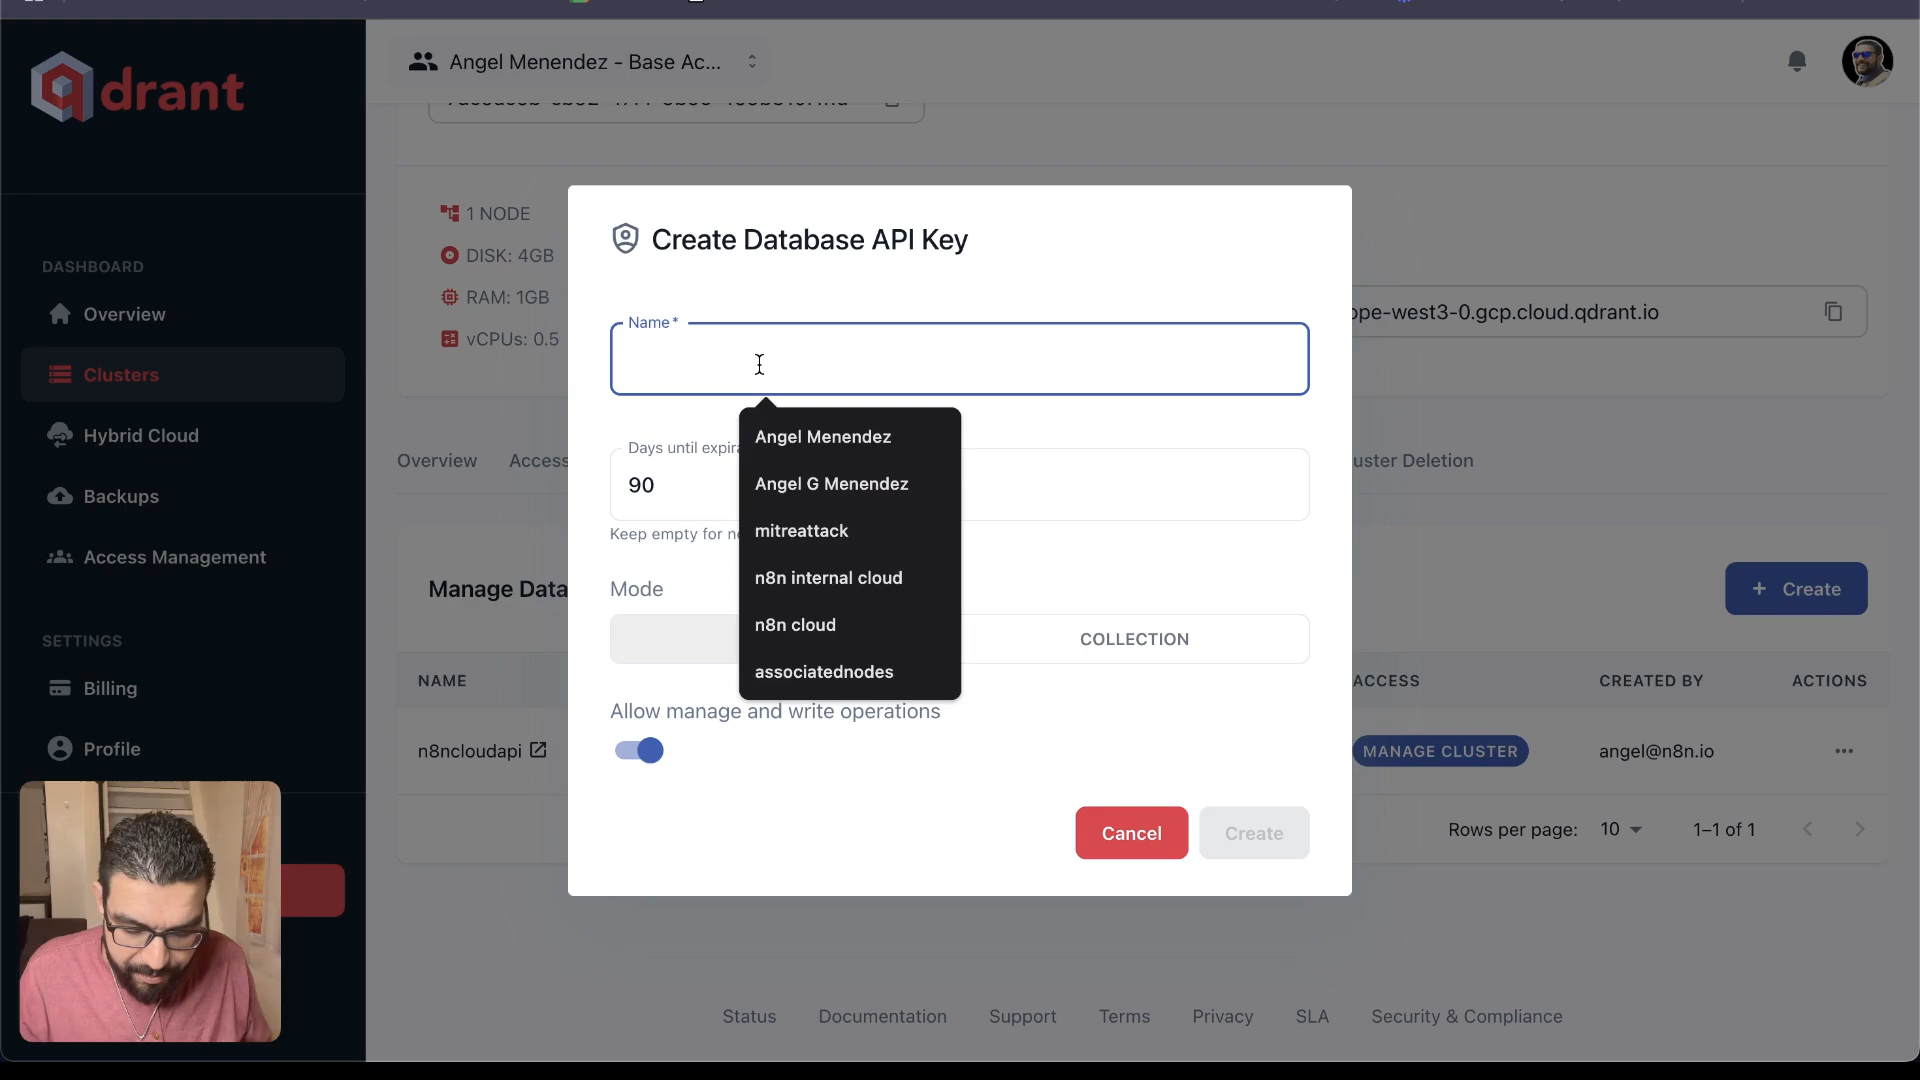 qdrant
Angel Menendez - Base Ac...
1 NODE
DISK: 4GB
RAM: 1GB
vCPUs: 0.5
ope-west3-0.gcp.cloud.qdrant.io
DASHBOARD
Overview
Clusters
Hybrid Cloud
Backups
Access Management
SETTINGS
Billing
Profile
Overview
Access
uster Deletion
Manage Data
+ Create
NAME
ACCESS
CREATED BY
ACTIONS
n8ncloudapi
MANAGE CLUSTER
angel@n8n.io
Rows per page:
10
1–1 of 1
Create Database API Key
Name*
Angel Menendez
Angel G Menendez
mitreattack
n8n internal cloud
n8n cloud
associatednodes
Days until expira
90
Keep empty for ne
Mode
COLLECTION
Allow manage and write operations
Cancel
Create
Status
Documentation
Support
Terms
Privacy
SLA
Security & Compliance